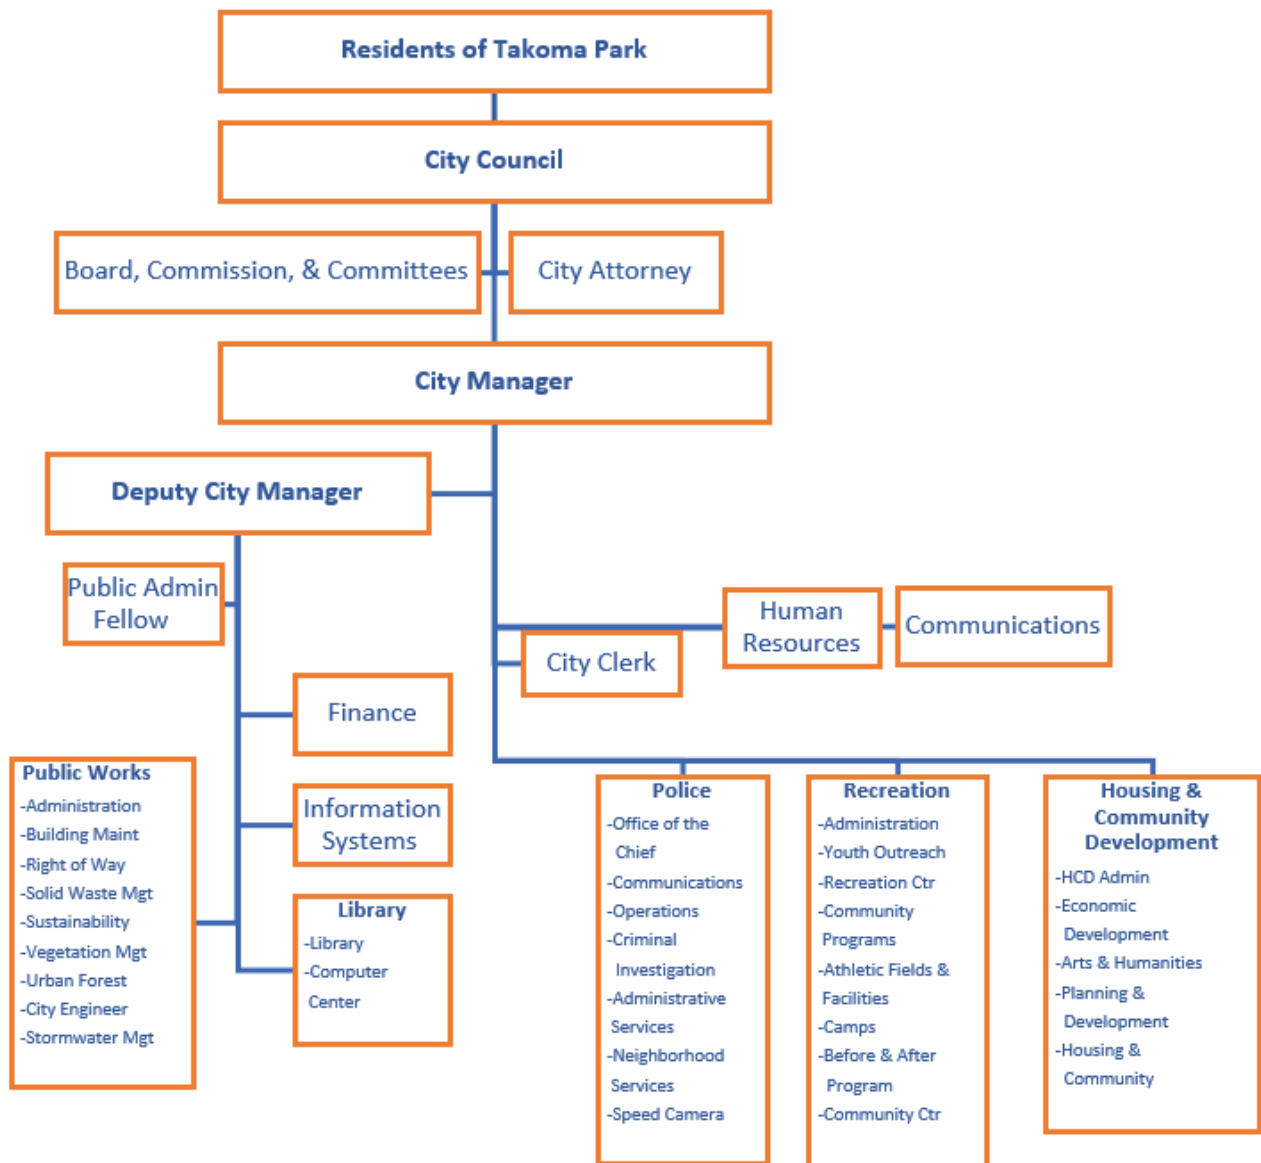 Residents of Takoma Park
City Council
Board, Commission, & Committees
City Attorney
City Manager
Deputy City Manager
Public Admin
Fellow
Human
Resources
Communications
City Clerk
Finance
Information
Systems
Library
-Library
-Computer
Center
Public Works
-Administration
-Building Maint
-Right of Way
-Solid Waste Mgt
-Sustainability
-Vegetation Mgt
-Urban Forest
-City Engineer
-Stormwater Mgt
Police
-Office of the
Chief
-Communications
-Operations
-Criminal
Investigation
-Administrative
Services
-Neighborhood
Services
-Speed Camera
Recreation
-Administration
-Youth Outreach
-Recreation Ctr
-Community
Programs
-Athletic Fields &
Facilities
-Camps
-Before & After
Program
-Community Ctr
Housing &
Community
Development
-HCD Admin
-Economic
Development
-Arts & Humanities
-Planning &
Development
-Housing &
Community